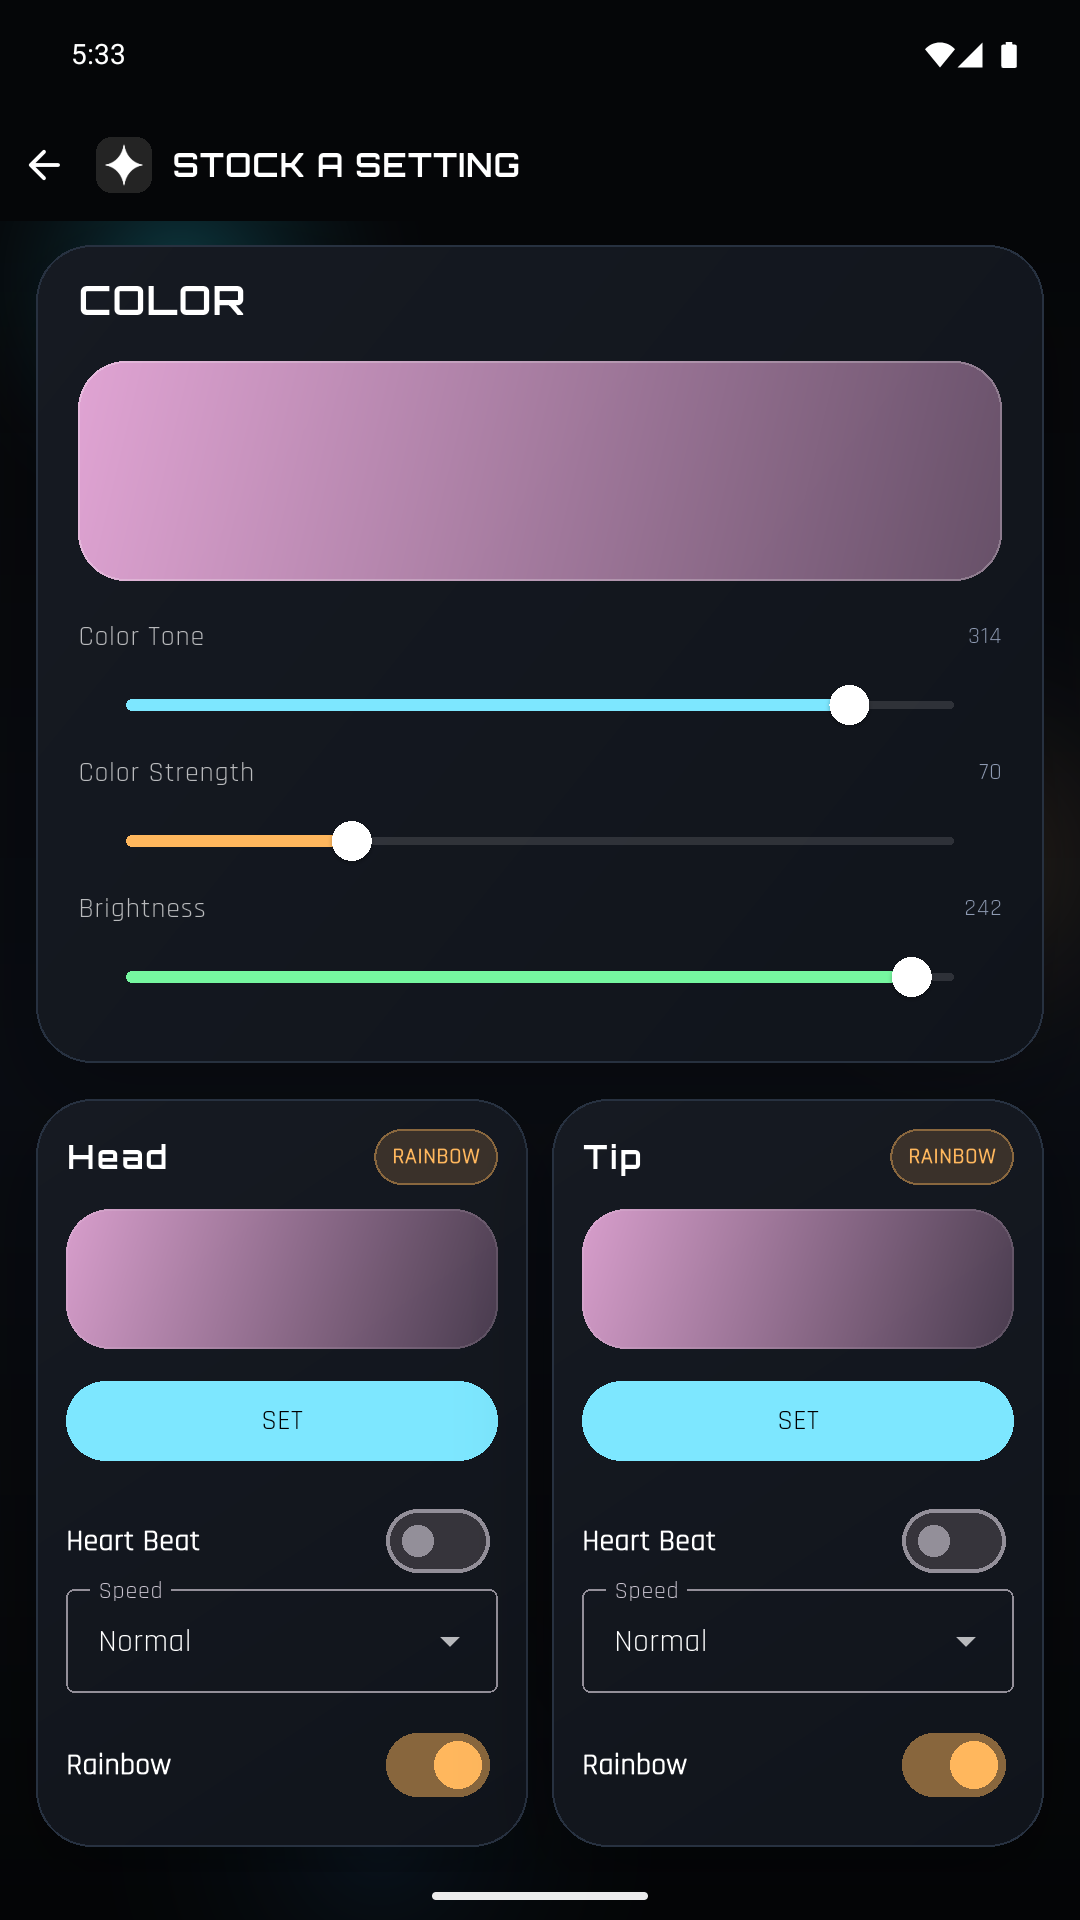 5:33
STOCK A SETTING
COLOR
Color Tone 314
Color Strength 70
Brightness 242
Head RAINBOW
SET
Heart Beat
Speed
Normal
Rainbow
Tip RAINBOW
SET
Heart Beat
Speed
Normal
Rainbow